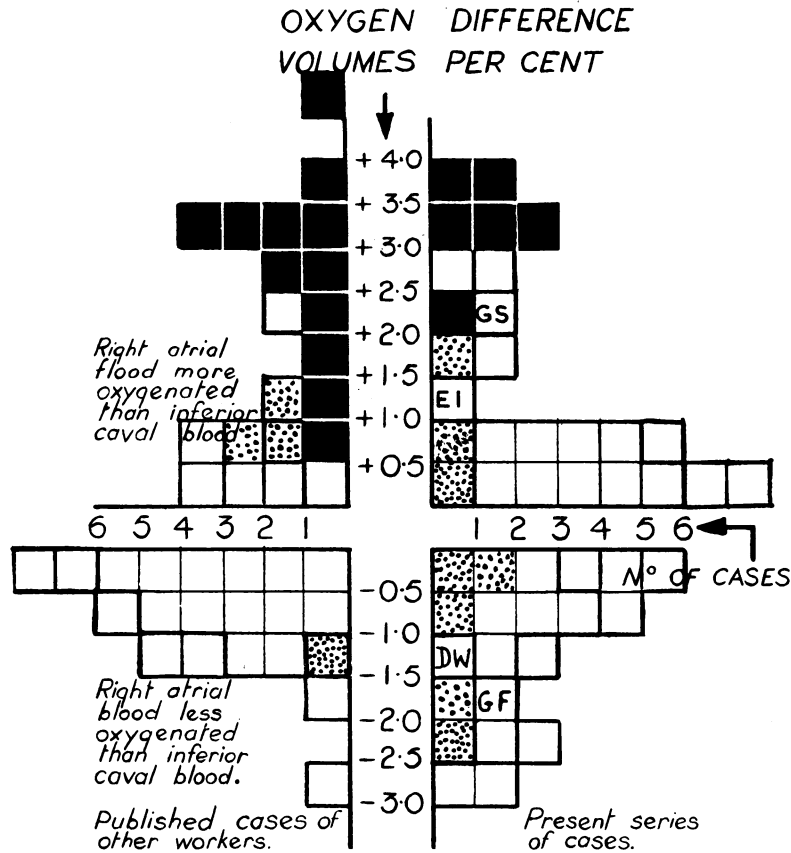 OXYGEN DIFFERENCE
VOLUMES PER CENT
+ 4·0
+ 3·5
+ 3·0
+ 2·5
GS
+ 2·0
Right atrial
flood more
oxygenated
than inferior
caval blood
+ 1·5
EI
+ 1·0
+ 0·5
6 5 4 3 2 1
1 2 3 4 5 6
Nº OF CASES
-0·5
-1·0
DW
-1·5
GF
-2·0
-2·5
-3·0
Right atrial
blood less
oxygenated
than inferior
caval blood.
Published cases of
other workers.
Present series
of cases.